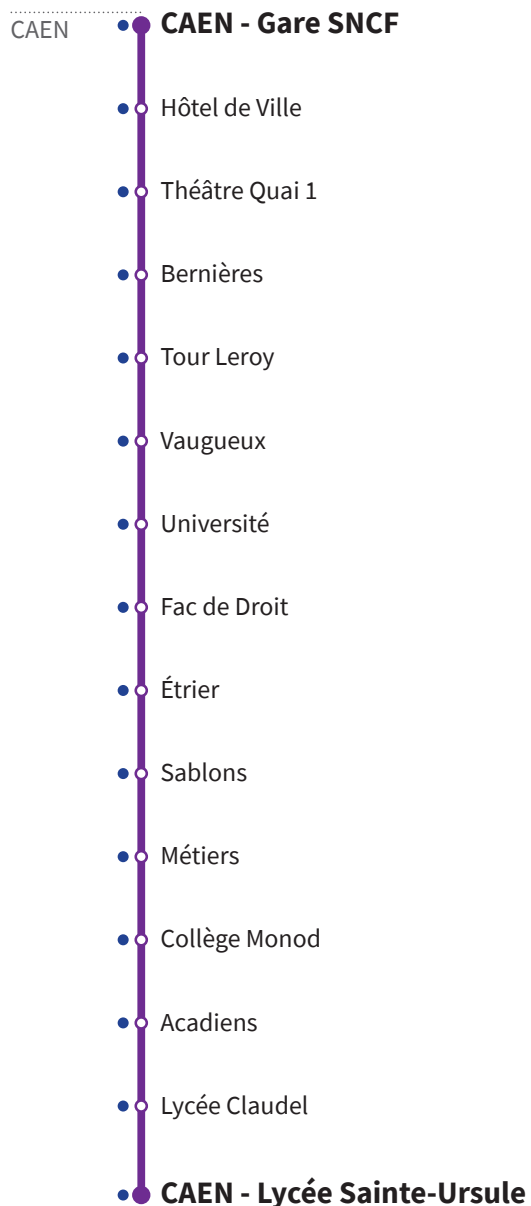 CAEN
CAEN - Gare SNCF
Hôtel de Ville
Théâtre Quai 1
Bernières
Tour Leroy
Vaugueux
Université
Fac de Droit
Étrier
Sablons
Métiers
Collège Monod
Acadiens
Lycée Claudel
CAEN - Lycée Sainte-Ursule